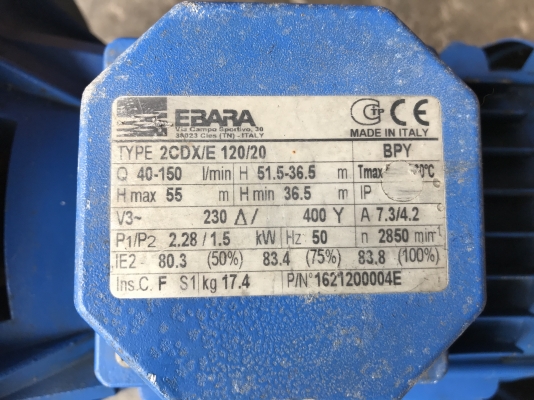 EBARA
Via Campo Sportivo, 30
38023 Cles (TN) - ITALY
CTP CE
MADE IN ITALY
TYPE 2CDX/E 120/20 BPY
Q 40-150 l/min H 51.5-36.5 m Tmax 0°C
H max 55 m H min 36.5 m IP
V3~ 230 Δ / 400 Y A 7.3/4.2
P1/P2 2.28 / 1.5 kW Hz 50 n 2850 min⁻¹
IE2 - 80.3 (50%) 83.4 (75%) 83.8 (100%)
Ins.C. F S1 kg 17.4 P/N° 1621200004E